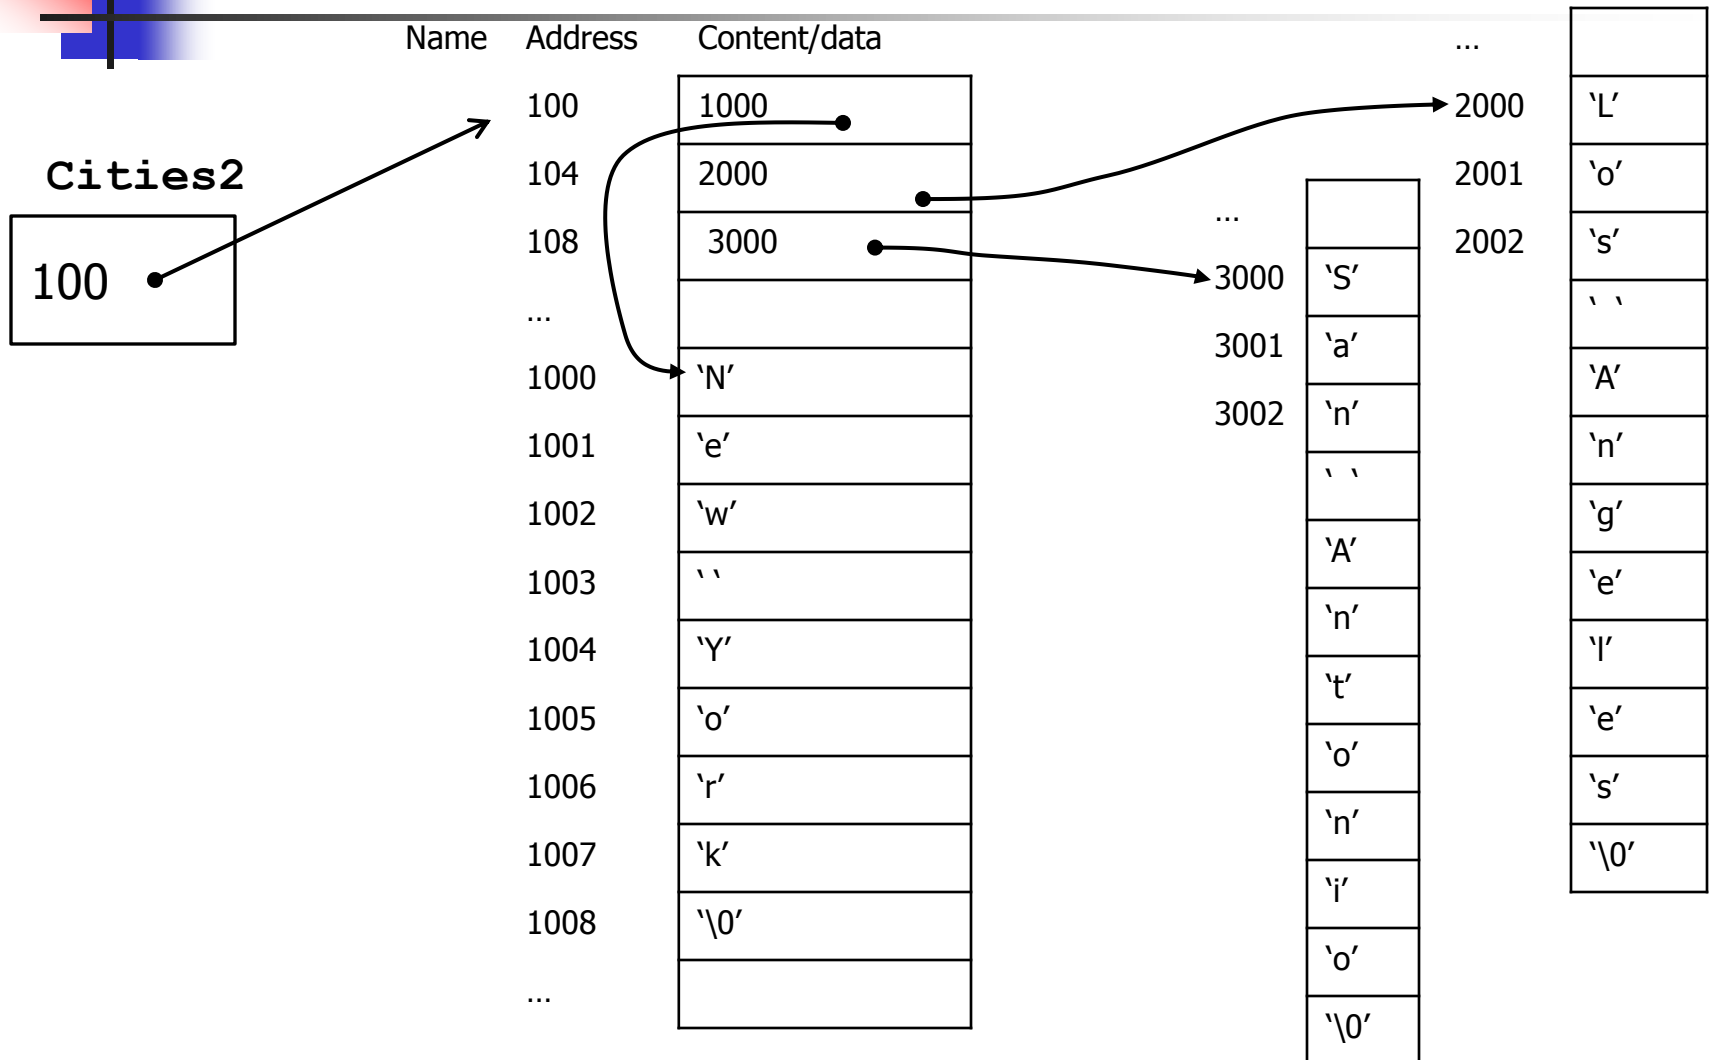 Name Address Content/data …
100 1000 2000 ‘L’
Cities2 104 2000 2001 ‘o’
…
100 108 3000 2002 ‘s’
3000 ‘S’
… ‘ ‘
3001 ‘a’
1000 ‘N’ ‘A’
3002 ‘n’
1001 ‘e’ ‘n’
‘ ‘
1002 ‘w’ ‘g’
‘A’
1003 ‘ ‘ ‘e’
‘n’
1004 ‘Y’ ‘l’
‘t’
1005 ‘o’ ‘e’
‘o’
1006 ‘r’ ‘s’
‘n’
1007 ‘k’ ‘\0’
‘i’
1008 ‘\0’
‘o’
…
‘\0’